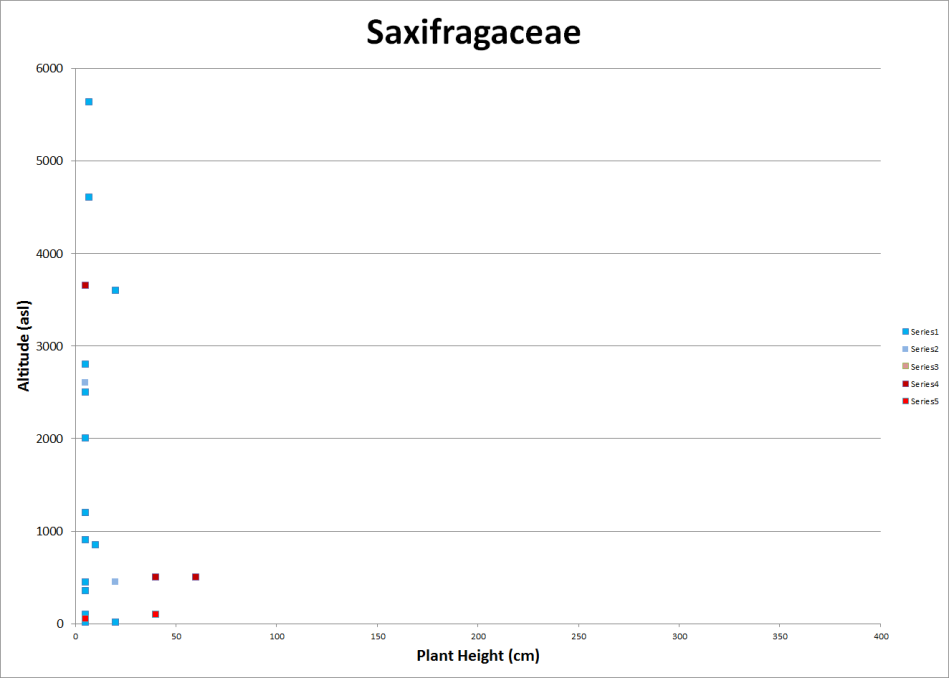 Saxifragaceae
6000
5000
4000
3000
2000
1000
0
Altitude (asl)
0 50 100 150 200 250 300 350 400
Plant Height (cm)
Series1
Series2
Series3
Series4
Series5